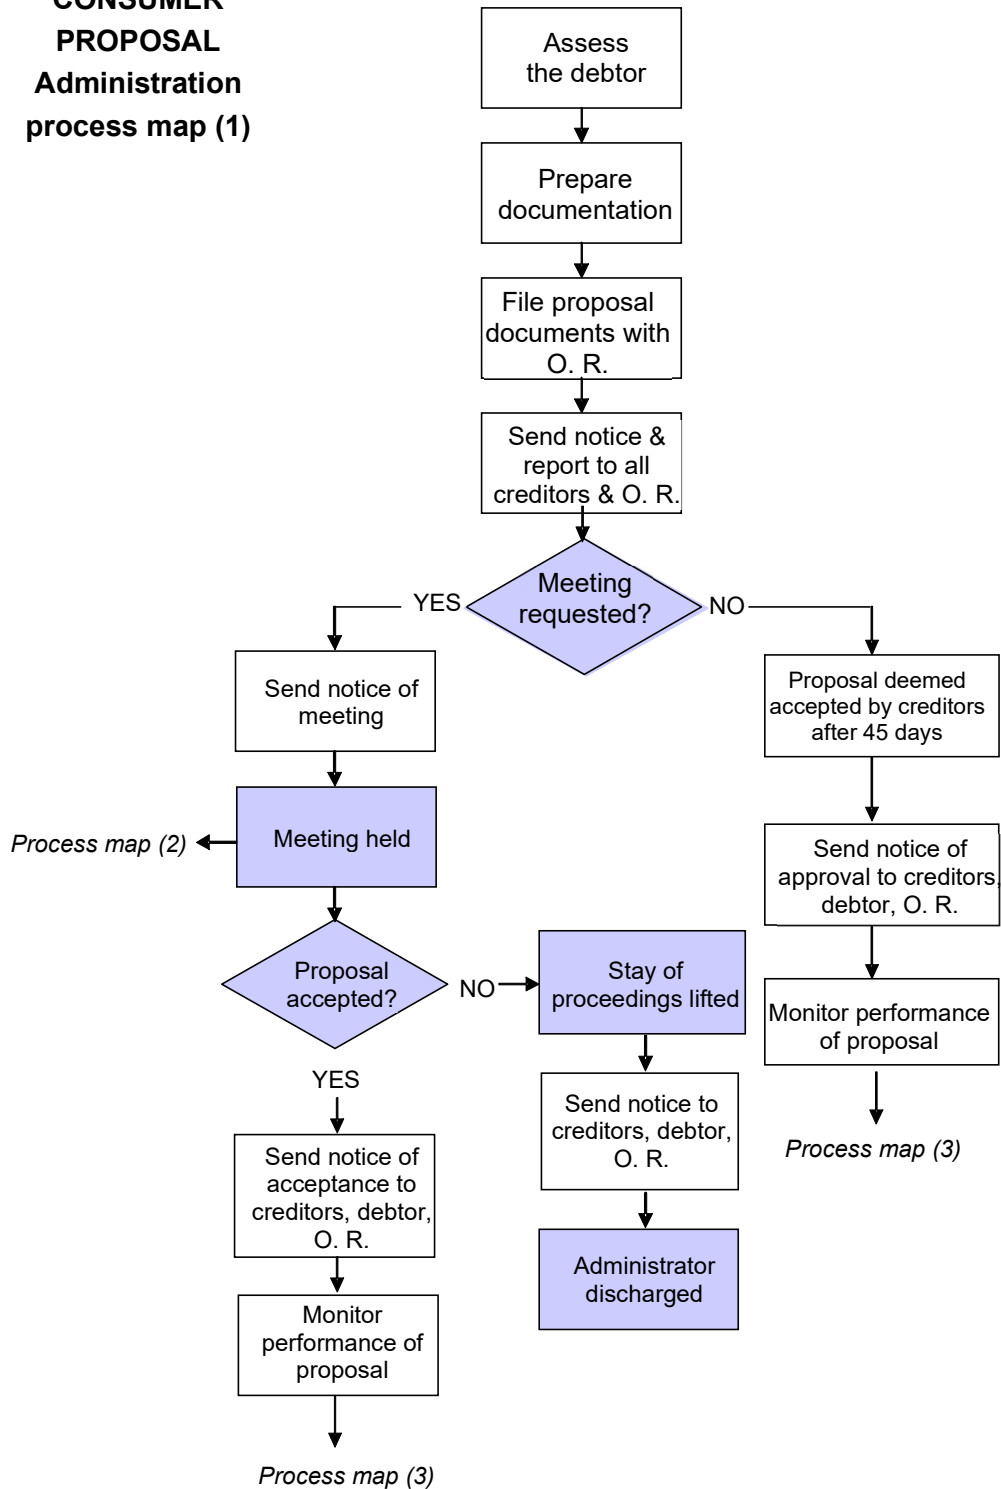 CONSUMER
PROPOSAL
Administration
process map (1)
Assess
the debtor
Prepare
documentation
File proposal
documents with
O. R.
Send notice &
report to all
creditors & O. R.
Meeting
requested?
YES
NO
Send notice of
meeting
Proposal deemed
accepted by creditors
after 45 days
Meeting held
Process map (2)
Send notice of
approval to creditors,
debtor, O. R.
Proposal
accepted?
NO
Stay of
proceedings lifted
Monitor performance
of proposal
YES
Send notice to
creditors, debtor,
O. R.
Process map (3)
Send notice of
acceptance to
creditors, debtor,
O. R.
Administrator
discharged
Monitor
performance of
proposal
Process map (3)